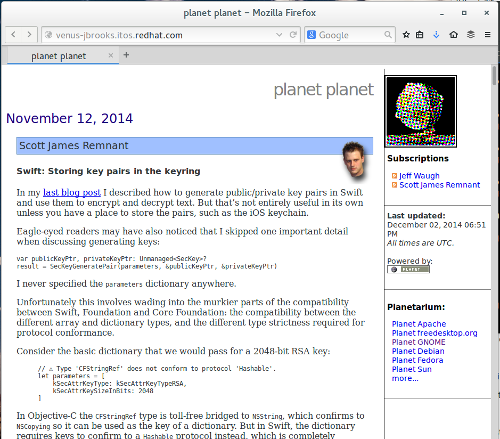 planet planet - Mozilla Firefox
venus-jbrooks.itos.redhat.com
Google
planet planet
planet planet
November 12, 2014
Scott James Remnant
Swift: Storing key pairs in the keyring
In my last blog post I described how to generate public/private key pairs in Swift
and use them to encrypt and decrypt text. But that's not entirely useful in its own
unless you have a place to store the pairs, such as the iOS keychain.
Eagle-eyed readers may have also noticed that I skipped one important detail
when discussing generating keys:
var publicKeyPtr, privateKeyPtr: Unmanaged<SecKey>?
result = SecKeyGeneratePair(parameters, &publicKeyPtr, &privateKeyPtr)
I never specified the parameters dictionary anywhere.
Unfortunately this involves wading into the murkier parts of the compatibility
between Swift, Foundation and Core Foundation: the compatibility between the
different array and dictionary types, and the different type strictness required for
protocol conformance.
Consider the basic dictionary that we would pass for a 2048-bit RSA key:
// ⚠ Type 'CFStringRef' does not conform to protocol 'Hashable'.
let parameters = [
kSecAttrKeyType: kSecAttrKeyTypeRSA,
kSecAttrKeySizeInBits: 2048
]
In Objective-C the CFStringRef type is toll-free bridged to NSString, which confirms to
NSCopying so it can be used as the key of a dictionary. But in Swift, the dictionary
requires keys to conform to a Hashable protocol instead, which is completely
Subscriptions
Jeff Waugh
Scott James Remnant
Last updated:
December 02, 2014 06:51
PM
All times are UTC.
Powered by:
PLANET
Planetarium:
Planet Apache
Planet freedesktop.org
Planet GNOME
Planet Debian
Planet Fedora
Planet Sun
more...